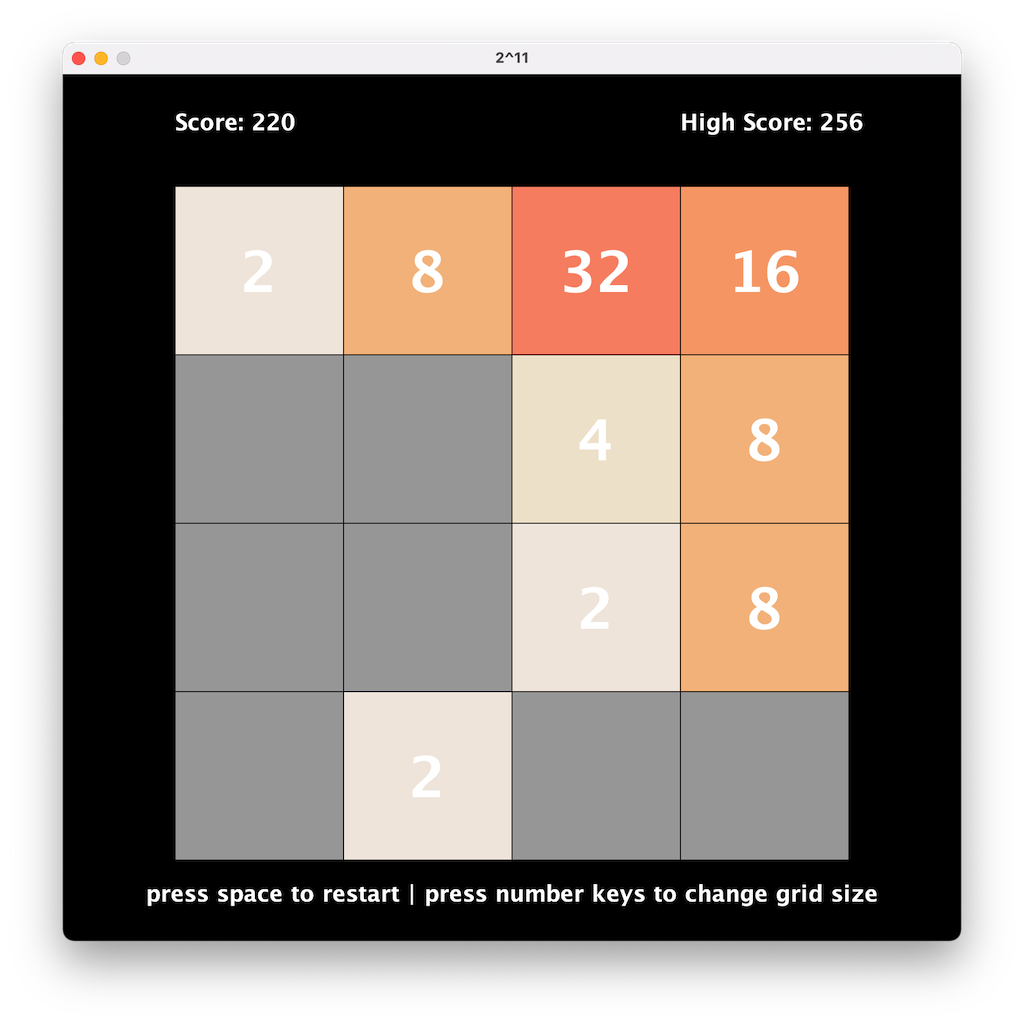 2^11
Score: 220 High Score: 256
2 8 32 16
4 8
2 8
2
press space to restart | press number keys to change grid size